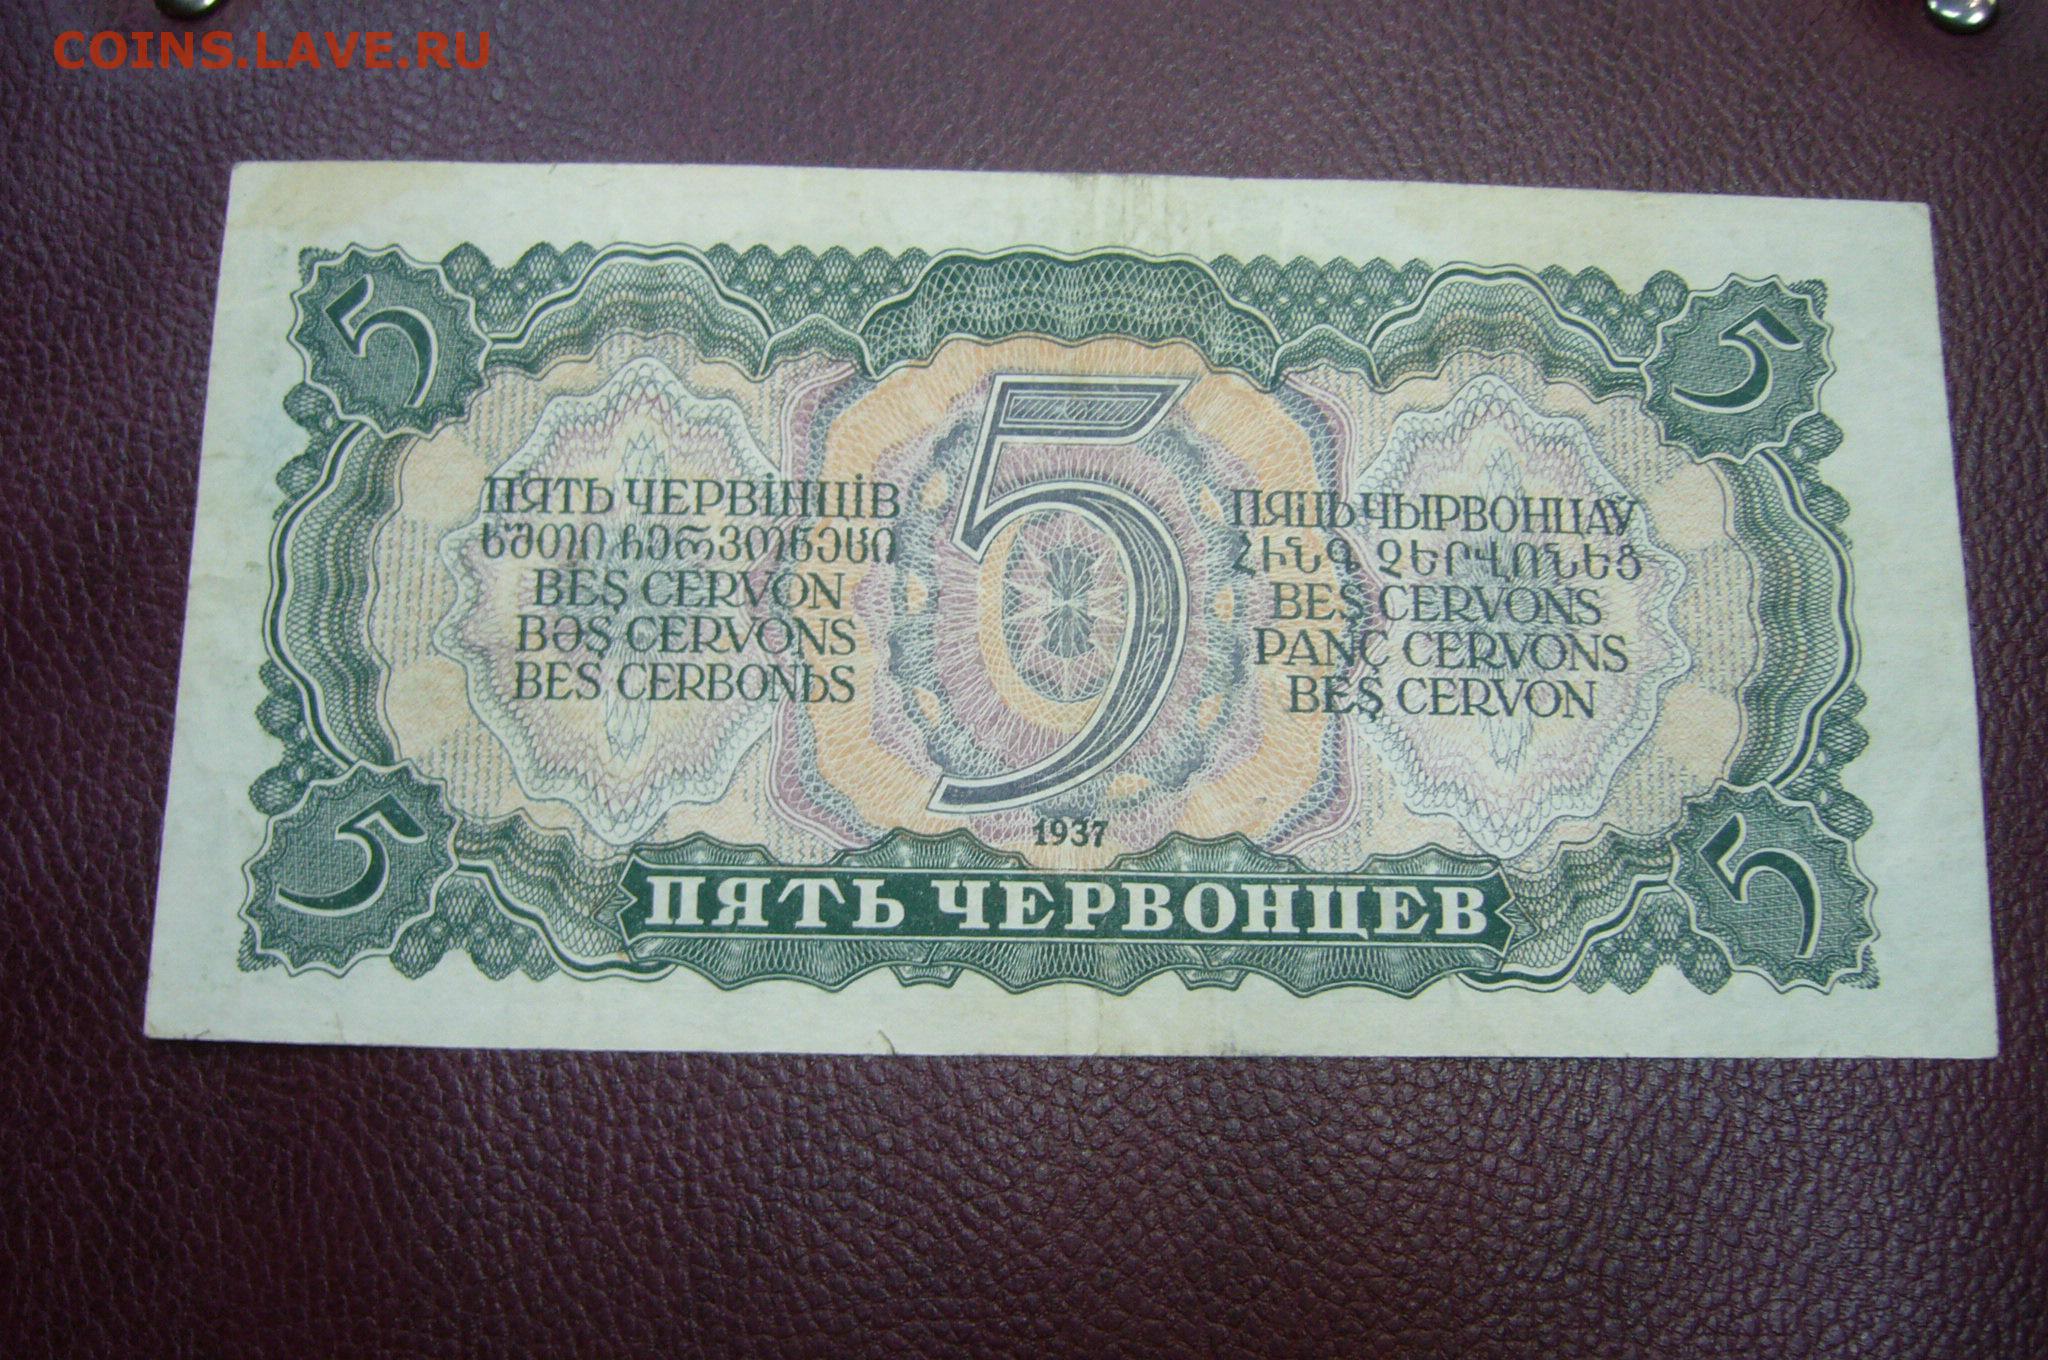 COINS.LAVE.RU
5
5
5
П'ЯТЬ ЧЕРВІНЦІВ
ხუთი ჩერვონეცი
BEŞ CERVON
BƏŞ CERVONS
BES CERBONЬS
ПЯЦЬ ЧЫРВОНЦАЎ
ՀԻՆԳ ՉԵՐՎՈՆԵՑ
BEŞ CERVONS
PANÇ CERVONS
BEŞ CERVON
1937
5
5
ПЯТЬ ЧЕРВОНЦЕВ